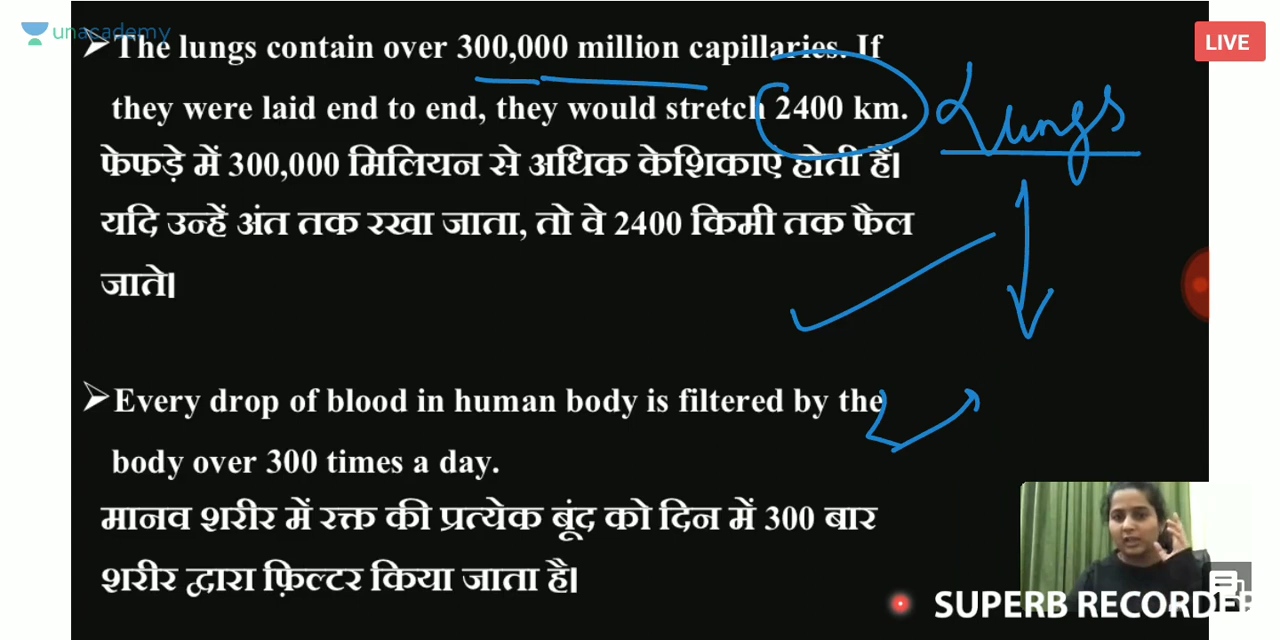 unacademy
LIVE
➤The lungs contain over 300,000 million capillaries. If
they were laid end to end, they would stretch 2400 km.
Lungs
फेफड़े में 300,000 मिलियन से अधिक केशिकाए होती हैं।
यदि उन्हें अंत तक रखा जाता, तो वे 2400 किमी तक फैल
जाते।
➤Every drop of blood in human body is filtered by the
body over 300 times a day.
मानव शरीर में रक्त की प्रत्येक बूंद को दिन में 300 बार
शरीर द्वारा फ़िल्टर किया जाता है।
SUPERB RECORDER